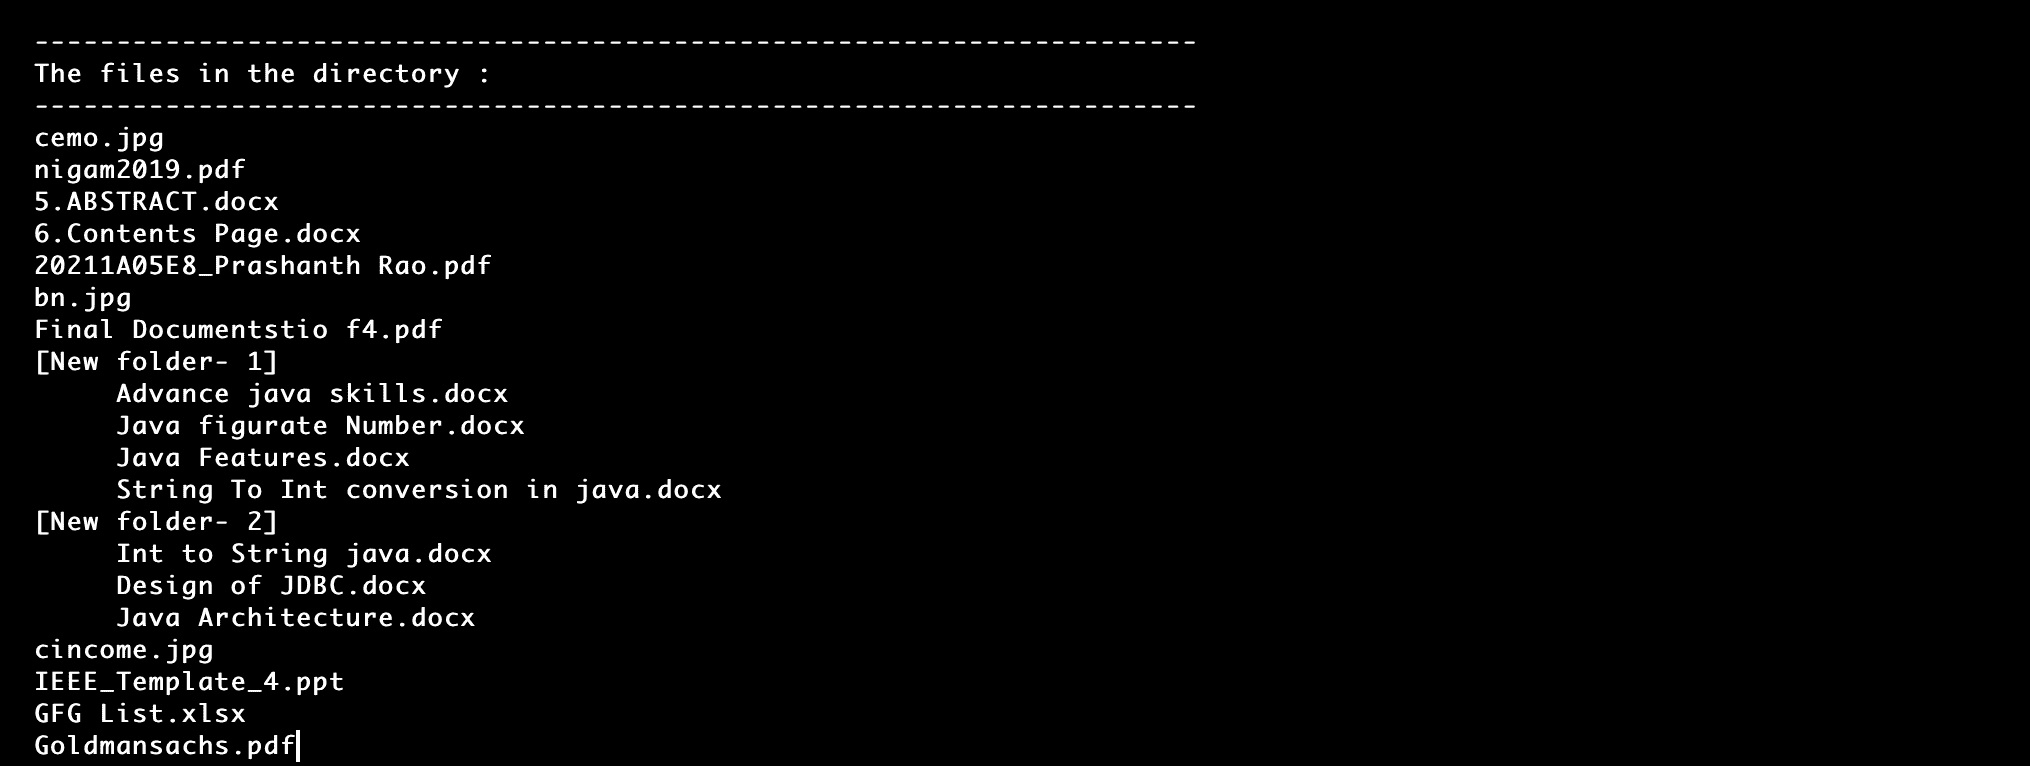 -----------------------------------------------------------------------
The files in the directory :
-----------------------------------------------------------------------
cemo.jpg
nigam2019.pdf
5.ABSTRACT.docx
6.Contents Page.docx
20211A05E8_Prashanth Rao.pdf
bn.jpg
Final Documentstio f4.pdf
[New folder- 1]
     Advance java skills.docx
     Java figurate Number.docx
     Java Features.docx
     String To Int conversion in java.docx
[New folder- 2]
     Int to String java.docx
     Design of JDBC.docx
     Java Architecture.docx
cincome.jpg
IEEE_Template_4.ppt
GFG List.xlsx
Goldmansachs.pdf